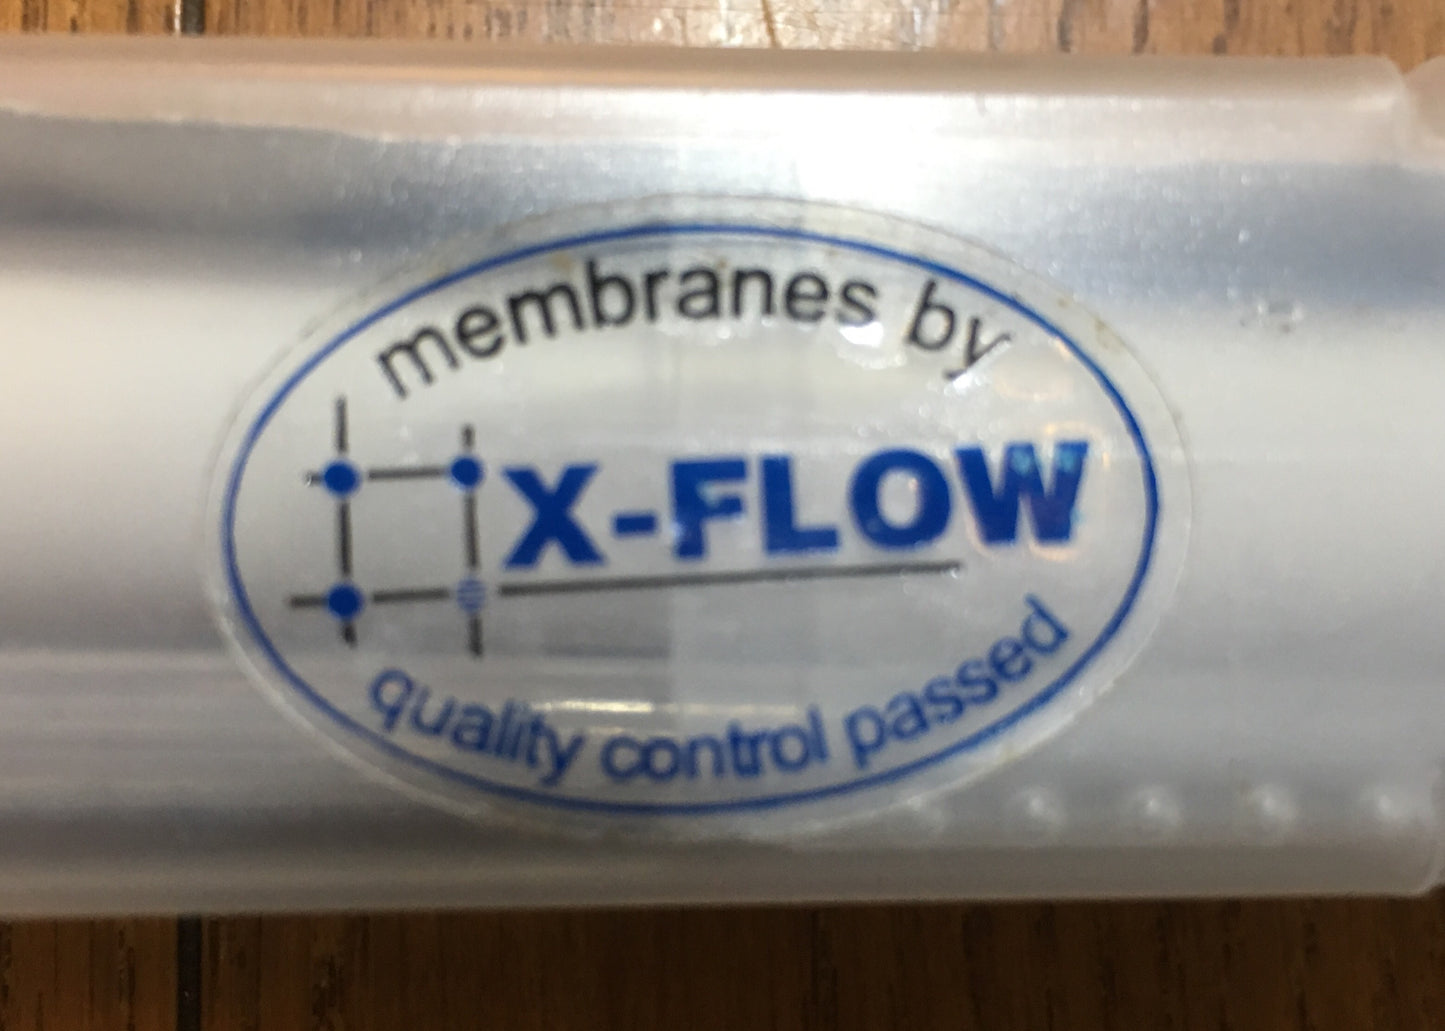 membranes by
X-FLOW
quality control passed